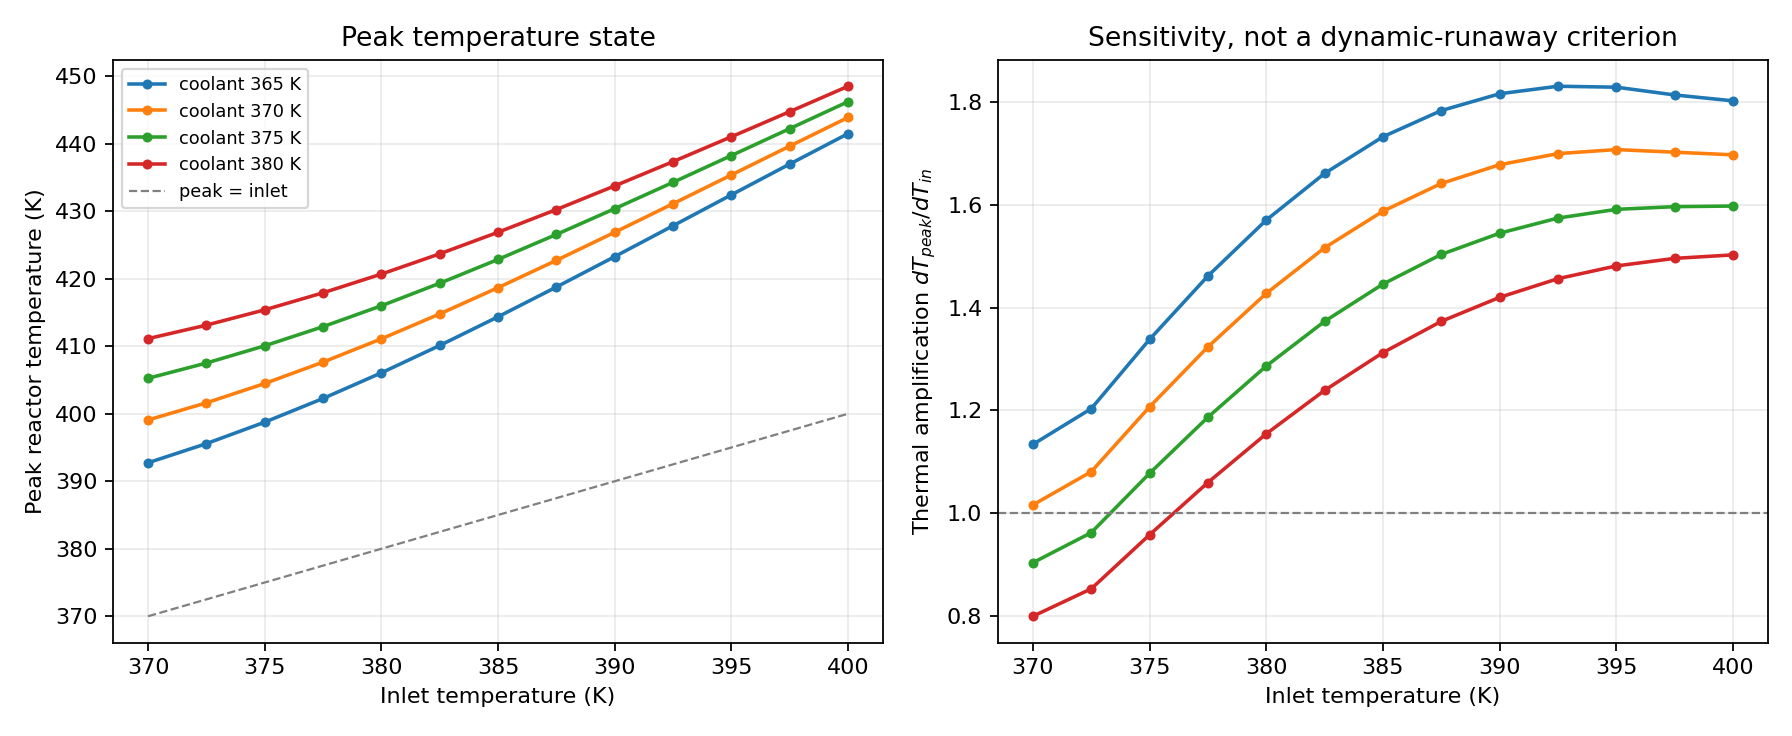 Peak temperature state
Peak reactor temperature (K)
450
440
430
420
410
400
390
380
370
coolant 365 K
coolant 370 K
coolant 375 K
coolant 380 K
peak = inlet
370 375 380 385 390 395 400
Inlet temperature (K)
Sensitivity, not a dynamic-runaway criterion
Thermal amplification dT_peak/dT_in
1.8
1.6
1.4
1.2
1.0
0.8
370 375 380 385 390 395 400
Inlet temperature (K)